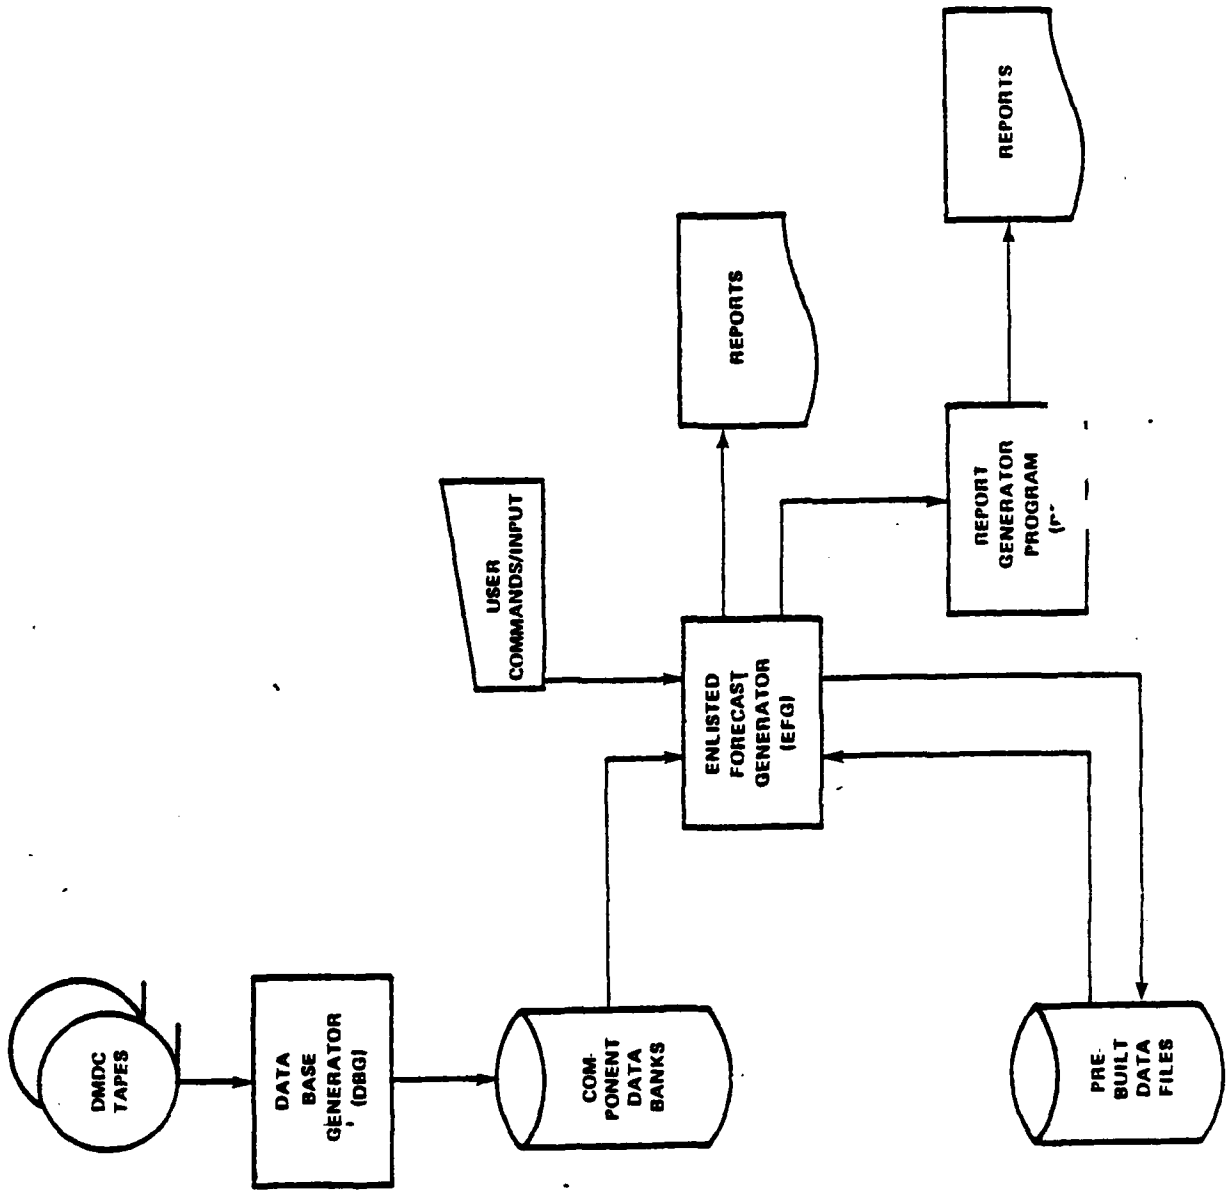 DMDC
TAPES
DATA
BASE
GENERATOR
(DBG)
COM-
PONENT
DATA
BANKS
USER
COMMANDS/INPUT
ENLISTED
FORECAST
GENERATOR
(EFG)
REPORTS
PRE-
BUILT
DATA
FILES
REPORT
GENERATOR
PROGRAM
REPORTS